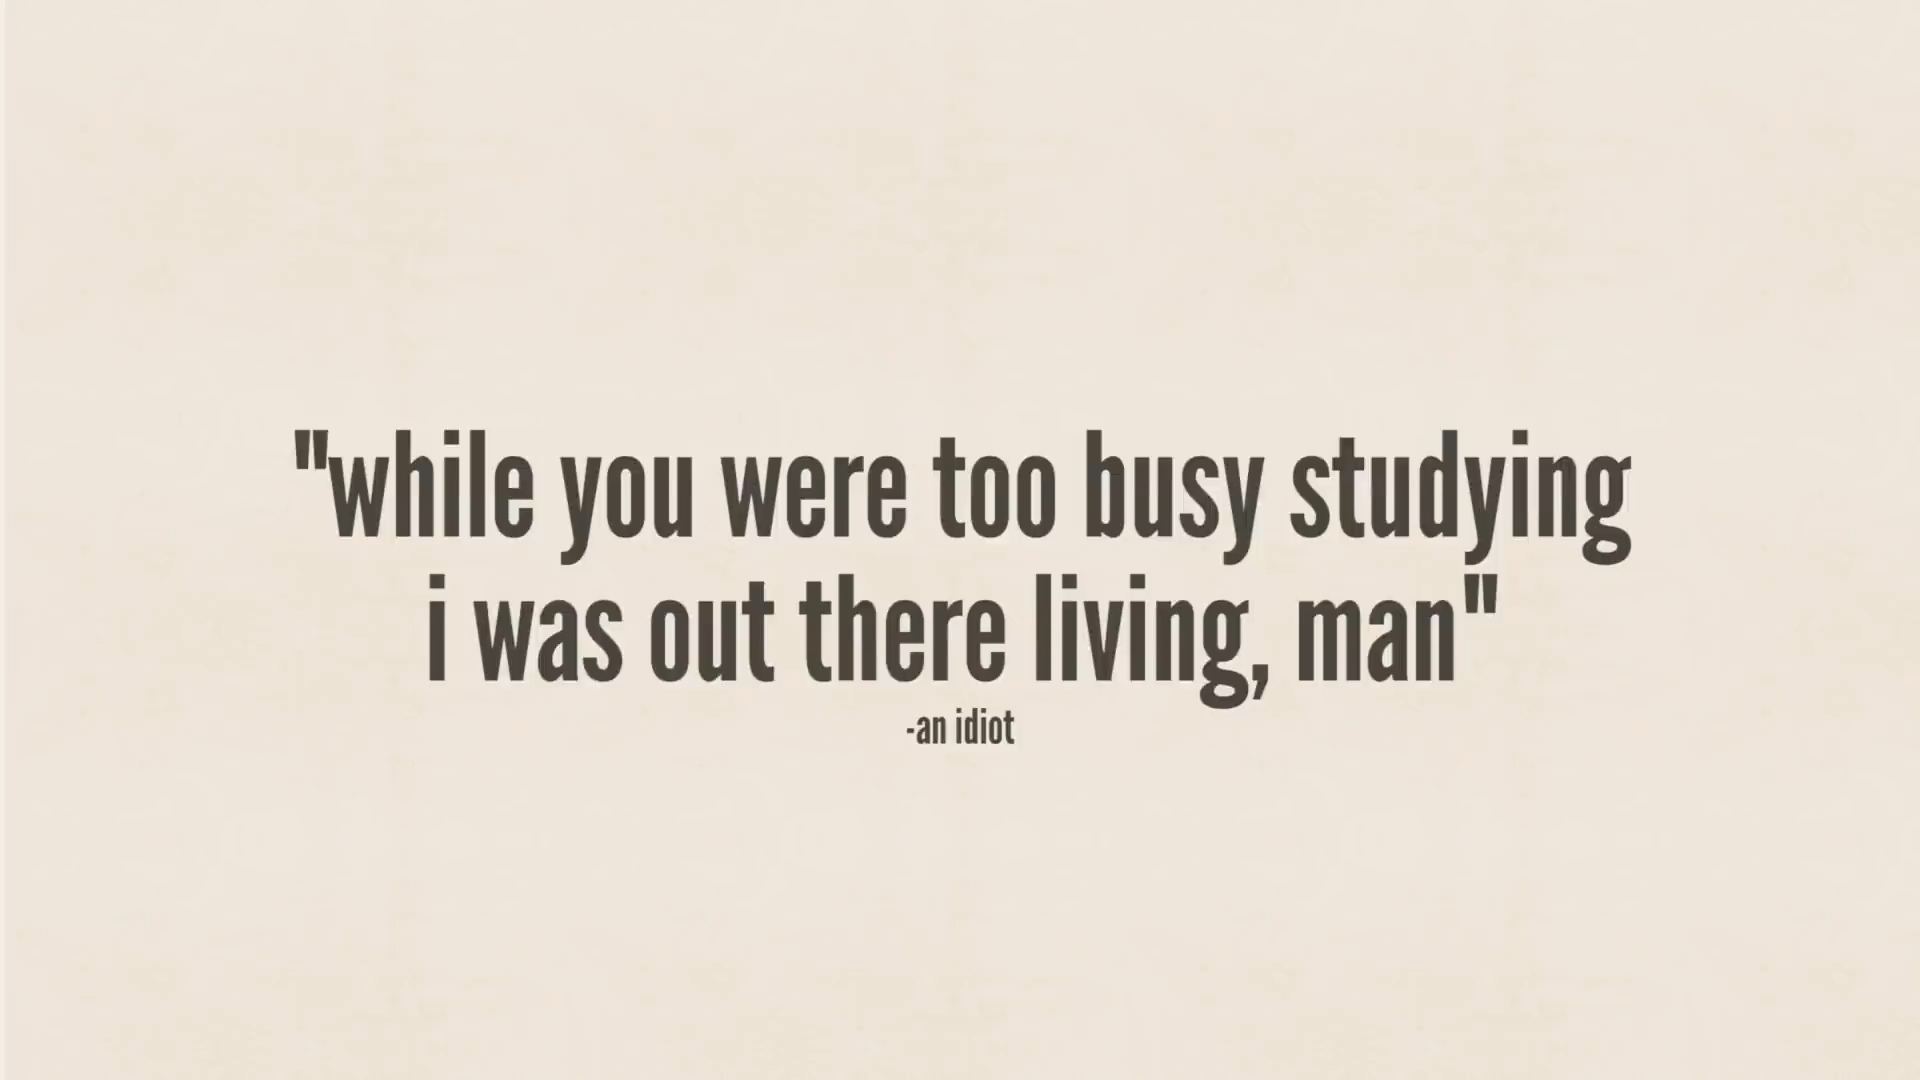 "while you were too busy studying
i was out there living, man"
-an idiot